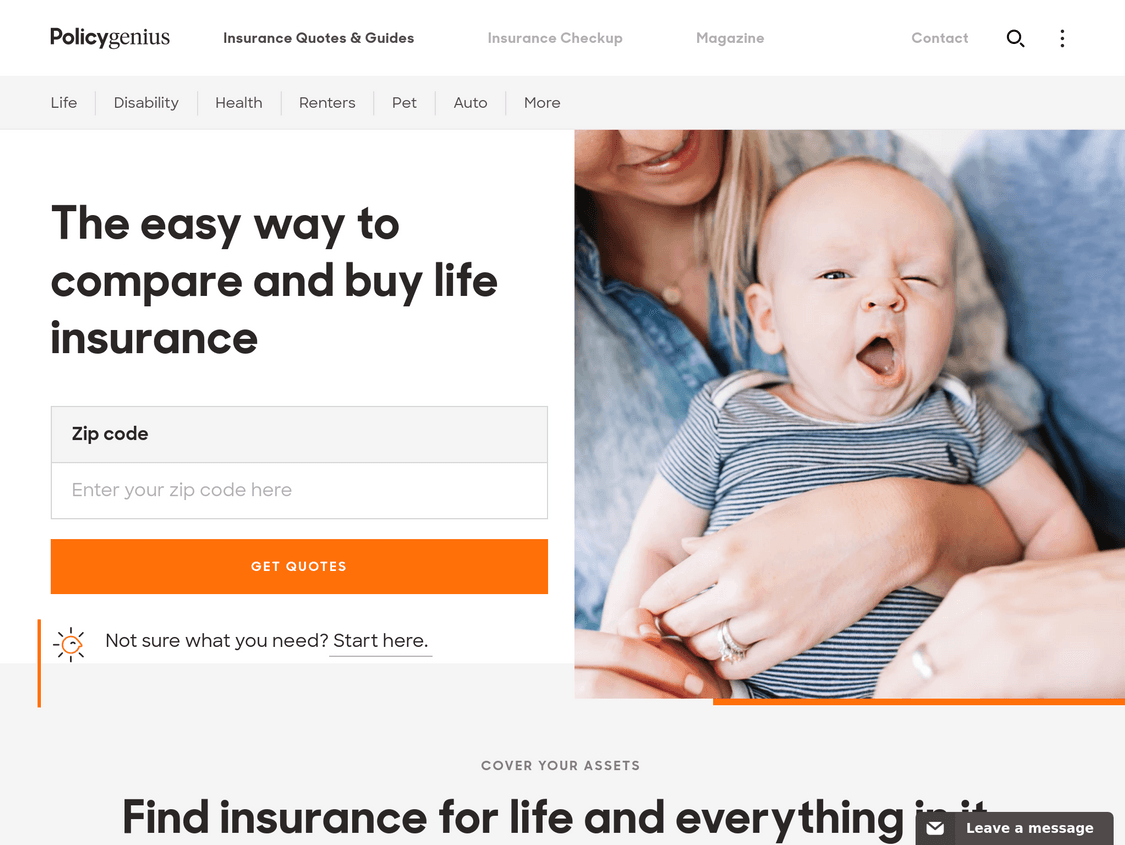 Policygenius
Insurance Quotes & Guides
Insurance Checkup
Magazine
Contact
Life
Disability
Health
Renters
Pet
Auto
More
The easy way to
compare and buy life
insurance
Zip code
Enter your zip code here
GET QUOTES
Not sure what you need? Start here.
COVER YOUR ASSETS
Find insurance for life and everything in it
Leave a message